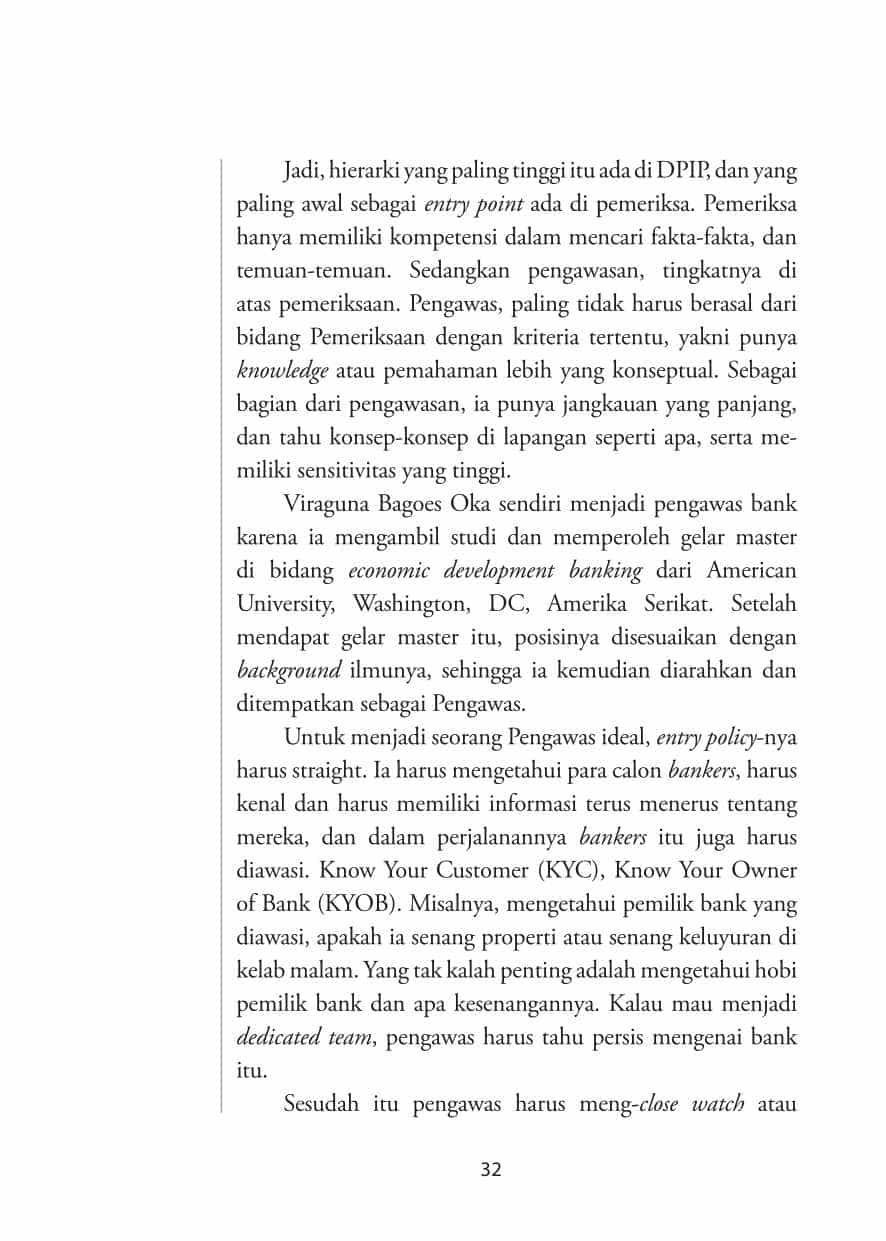 Jadi, hierarki yang paling tinggi itu ada di DPIP, dan yang
paling awal sebagai entry point ada di pemeriksa. Pemeriksa
hanya memiliki kompetensi dalam mencari fakta-fakta, dan
temuan-temuan. Sedangkan pengawasan, tingkatnya di
atas pemeriksaan. Pengawas, paling tidak harus berasal dari
bidang Pemeriksaan dengan kriteria tertentu, yakni punya
knowledge atau pemahaman lebih yang konseptual. Sebagai
bagian dari pengawasan, ia punya jangkauan yang panjang,
dan tahu konsep-konsep di lapangan seperti apa, serta me-
miliki sensitivitas yang tinggi.
Viraguna Bagoes Oka sendiri menjadi pengawas bank
karena ia mengambil studi dan memperoleh gelar master
di bidang economic development banking dari American
University, Washington, DC, Amerika Serikat. Setelah
mendapat gelar master itu, posisinya disesuaikan dengan
background ilmunya, sehingga ia kemudian diarahkan dan
ditempatkan sebagai Pengawas.
Untuk menjadi seorang Pengawas ideal, entry policy-nya
harus straight. Ia harus mengetahui para calon bankers, harus
kenal dan harus memiliki informasi terus menerus tentang
mereka, dan dalam perjalanannya bankers itu juga harus
diawasi. Know Your Customer (KYC), Know Your Owner
of Bank (KYOB). Misalnya, mengetahui pemilik bank yang
diawasi, apakah ia senang properti atau senang keluyuran di
kelab malam. Yang tak kalah penting adalah mengetahui hobi
pemilik bank dan apa kesenangannya. Kalau mau menjadi
dedicated team, pengawas harus tahu persis mengenai bank
itu.
Sesudah itu pengawas harus meng-close watch atau
32